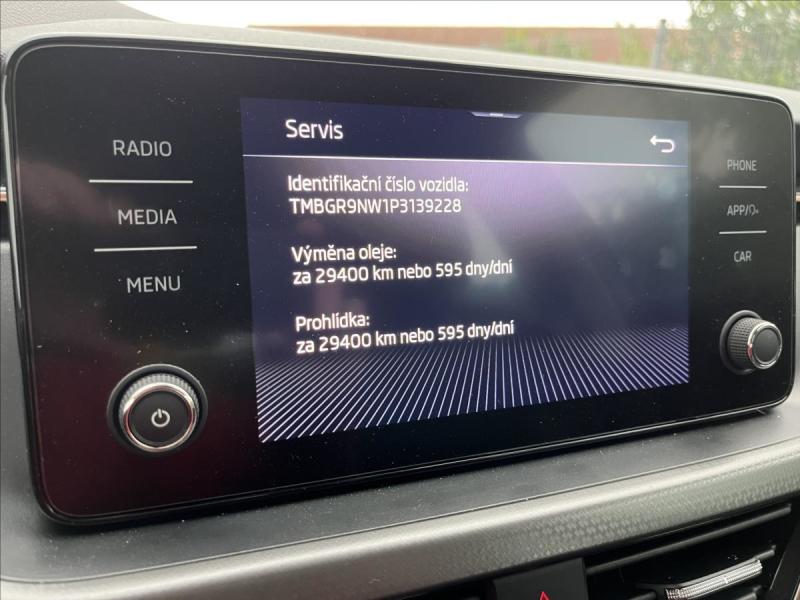 Servis
Identifikační číslo vozidla:
TMBGR9NW1P3139228
Výměna oleje:
za 29400 km nebo 595 dny/dní
Prohlídka:
za 29400 km nebo 595 dny/dní
RADIO
MEDIA
MENU
PHONE
APP/
CAR